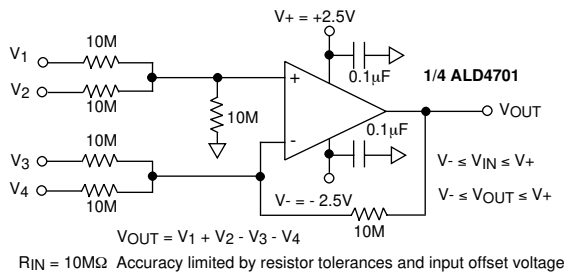 V+ = +2.5V
V1
10M
V2
10M
10M
+
-
0.1µF
1/4 ALD4701
VOUT
0.1µF
V- ≤ VIN ≤ V+
V- ≤ VOUT ≤ V+
V3
10M
V4
10M
V- = - 2.5V
10M
VOUT = V1 + V2 - V3 - V4
RIN = 10MΩ Accuracy limited by resistor tolerances and input offset voltage